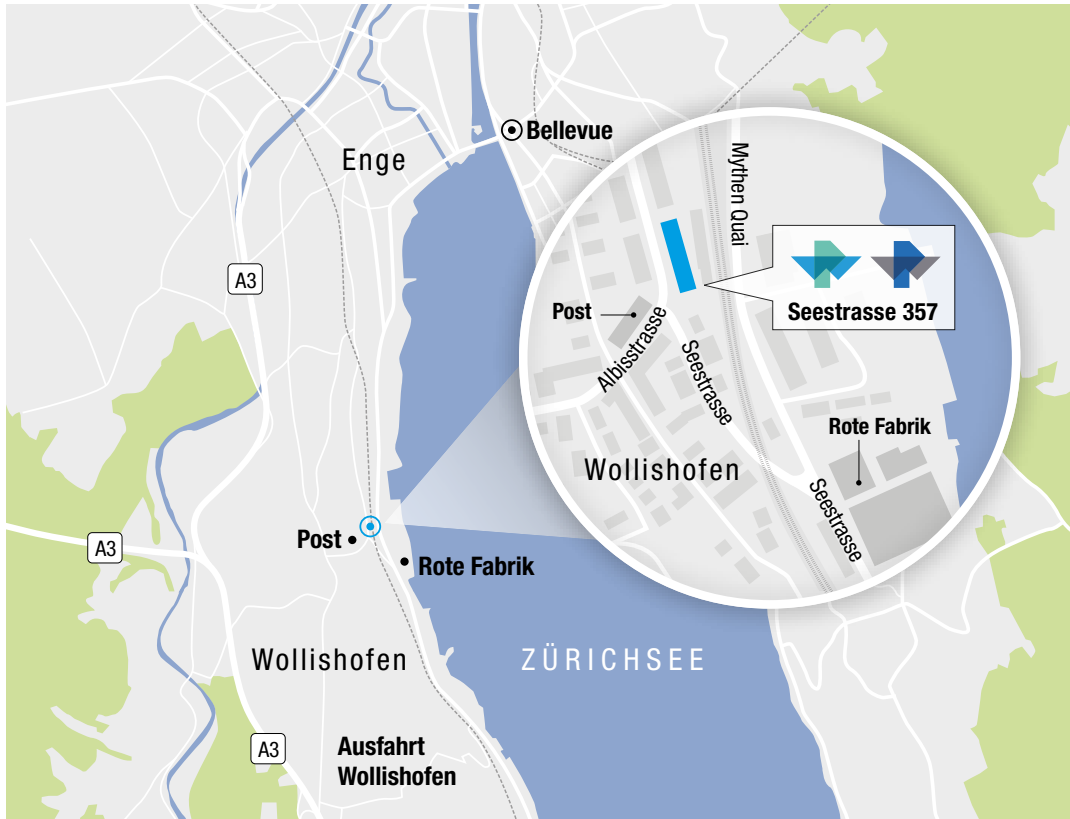 Bellevue
Enge
A3
Mythen Quai
Seestrasse 357
Post
Albisstrasse
Seestrasse
Rote Fabrik
Wollishofen
Seestrasse
A3
Post
Rote Fabrik
Wollishofen
ZÜRICHSEE
A3
Ausfahrt
Wollishofen